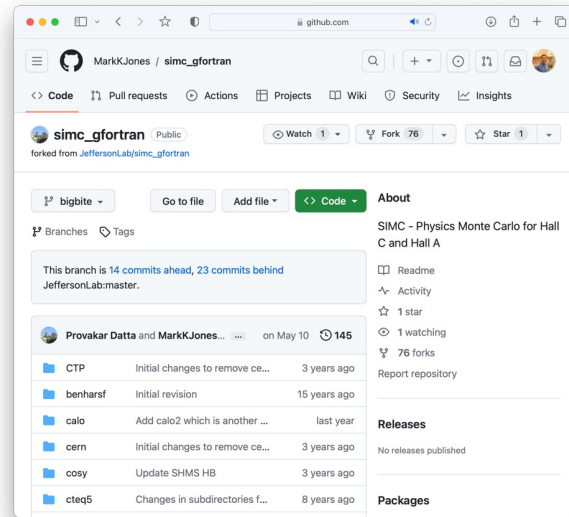 github.com
MarkKJones / simc_gfortran
Code Pull requests Actions Projects Wiki Security Insights
simc_gfortran Public
Watch 1 Fork 76 Star 1
forked from JeffersonLab/simc_gfortran
bigbite Go to file Add file Code
Branches Tags
This branch is 14 commits ahead, 23 commits behind
JeffersonLab:master.
Provakar Datta and MarkKJones... ... on May 10 145
CTP Initial changes to remove ce... 3 years ago
benharsf Initial revision 15 years ago
calo Add calo2 which is another ... last year
cern Initial changes to remove ce... 3 years ago
cosy Update SHMS HB 3 years ago
cteq5 Changes in subdirectories f... 8 years ago
About
SIMC - Physics Monte Carlo for Hall
C and Hall A
Readme
Activity
1 star
1 watching
76 forks
Report repository
Releases
No releases published
Packages